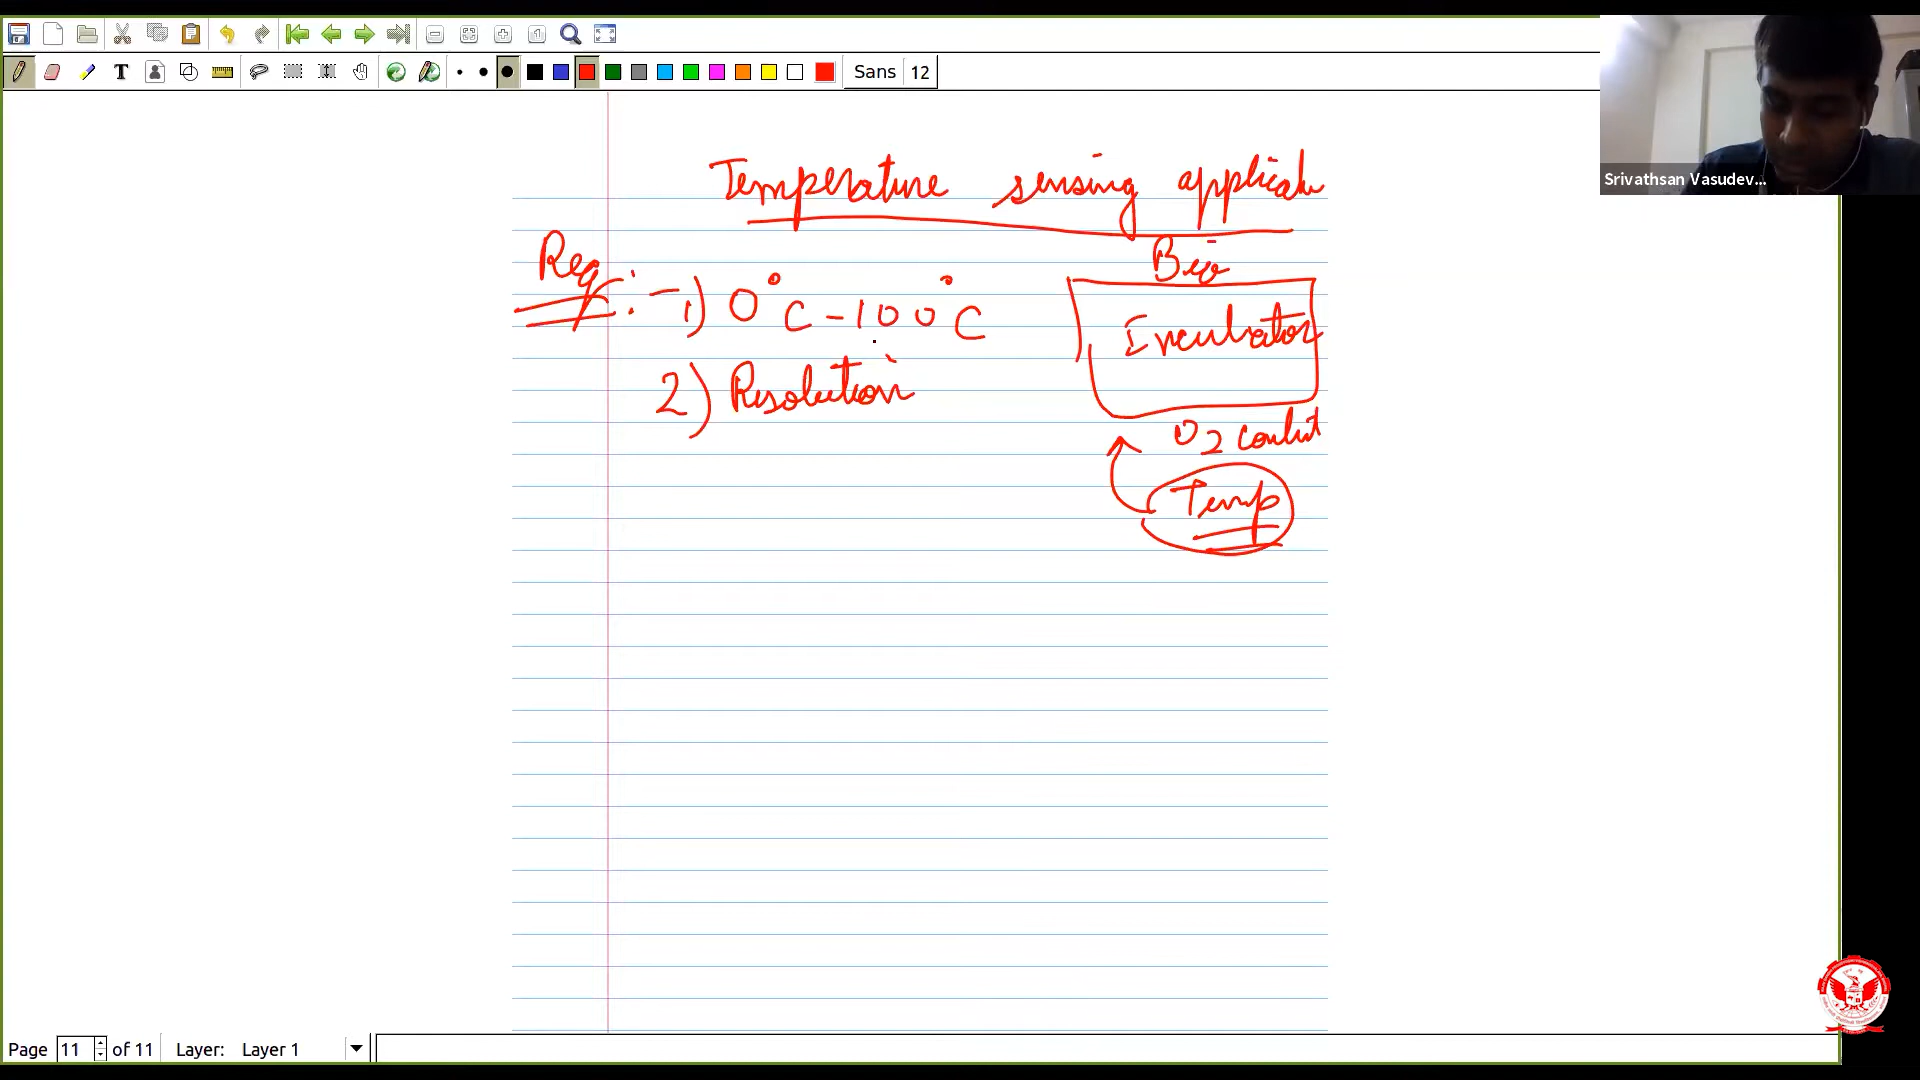 Sans 12
Srivathsan Vasudev...
Temperature sensing applicatn
Req:- 1) 0°C-100°C
2) Resolution
Bio
Incubator
O2 content
Temp
Page 11 of 11 Layer: Layer 1